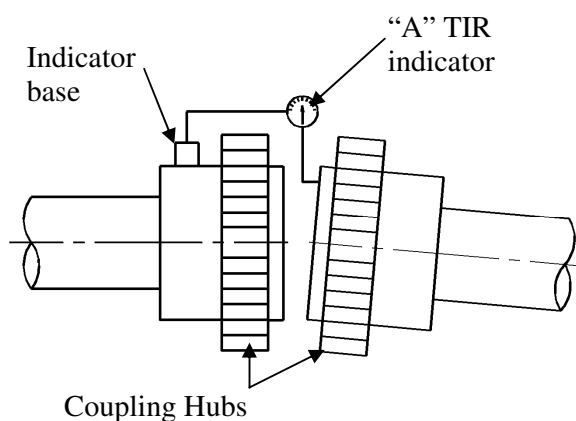 “A” TIR
indicator
Indicator
base
Coupling Hubs